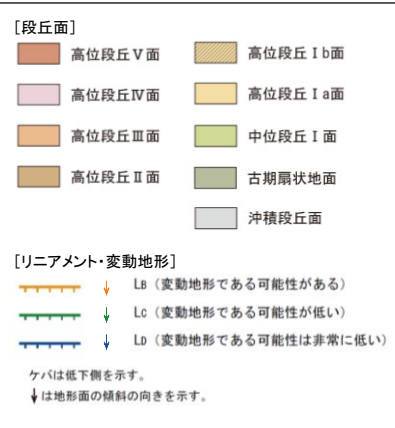 [段丘面]
高位段丘Ⅴ面
高位段丘Ⅳ面
高位段丘Ⅲ面
高位段丘Ⅱ面
高位段丘Ⅰb面
高位段丘Ⅰa面
中位段丘Ⅰ面
古期扇状地面
沖積段丘面
[リニアメント・変動地形]
LB（変動地形である可能性がある）
LC（変動地形である可能性が低い）
LD（変動地形である可能性は非常に低い）
ケバは低下側を示す。
↓は地形面の傾斜の向きを示す。